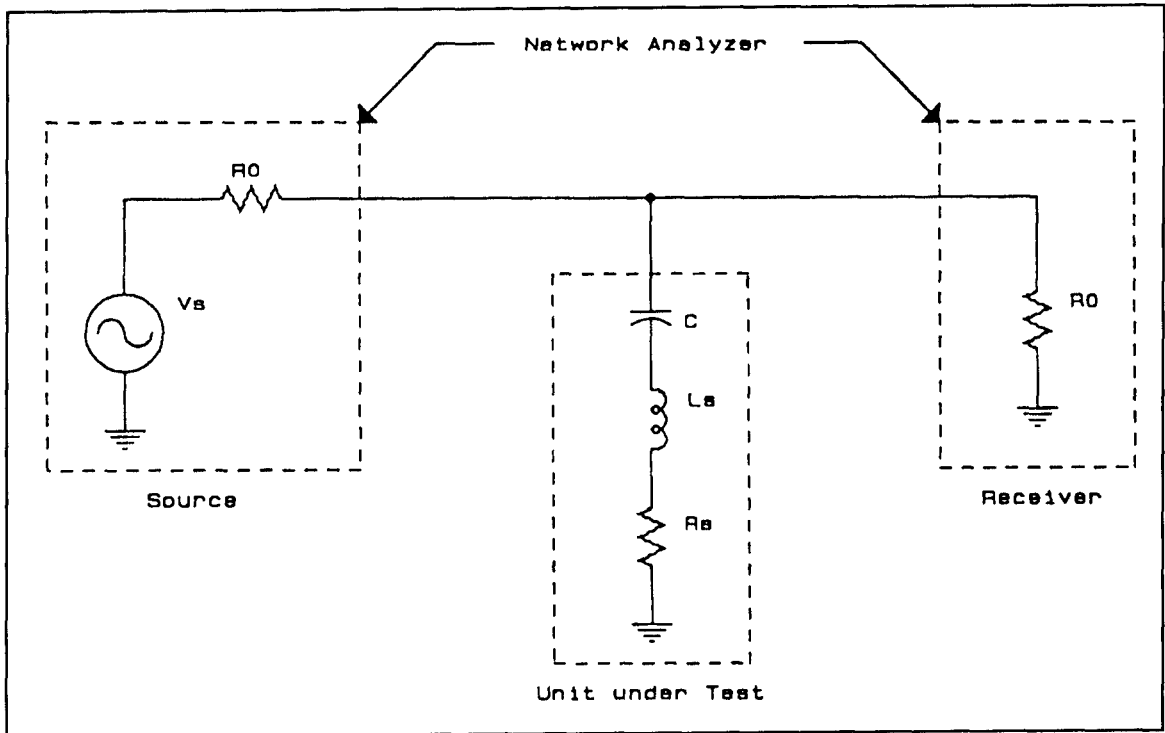 Network Analyzer
R0
Vs
C
Ls
Rs
R0
Source
Receiver
Unit under Test